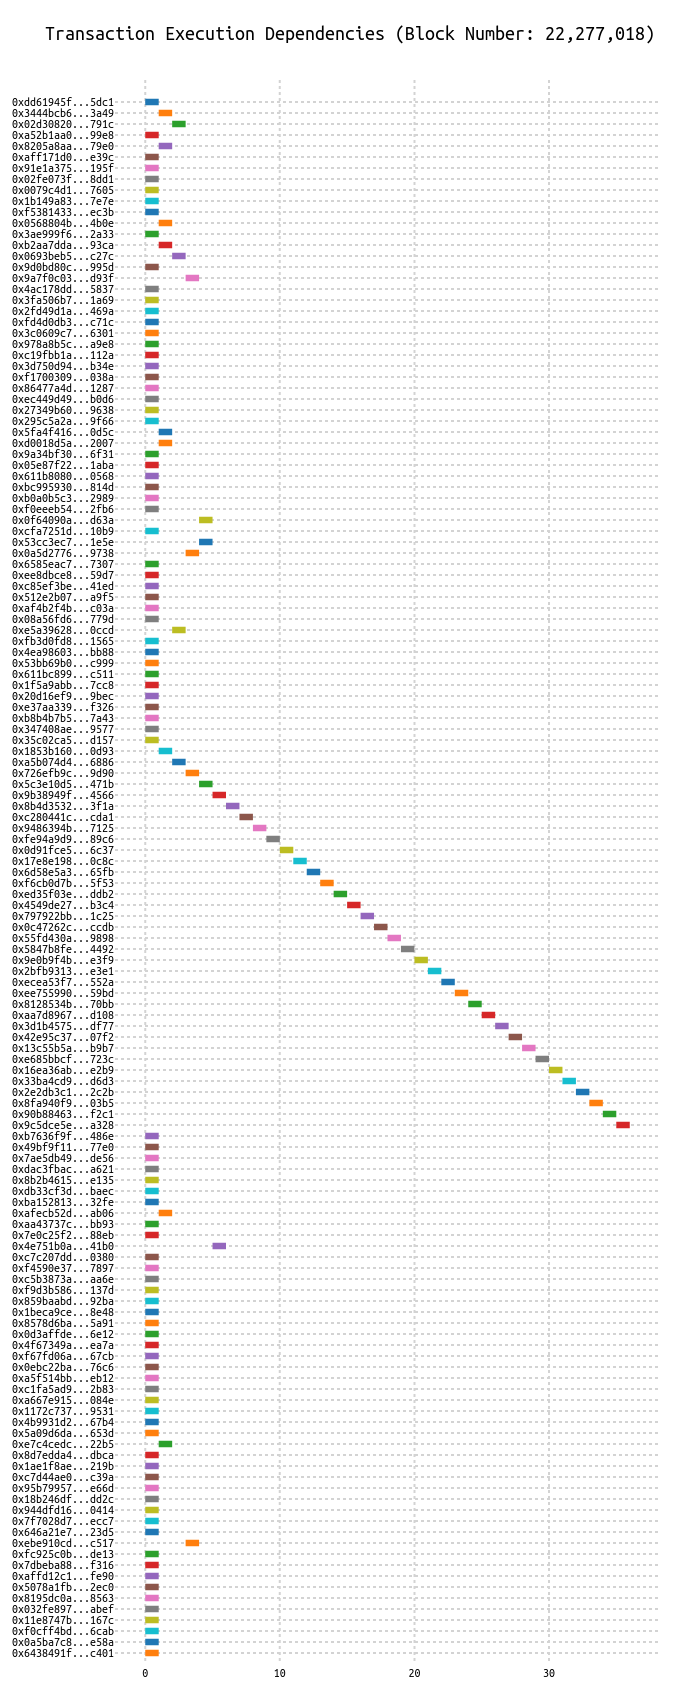 Transaction Execution Dependencies (Block Number: 22,277,018)
0xdd61945f...5dc1
0x3444bcb6...3a49
0x02d30820...791c
0xa52b1aa0...99e8
0x8205a8aa...79e0
0xaff171d0...e39c
0x91e1a375...195f
0x02fe073f...8dd1
0x0079c4d1...7605
0x1b149a83...7e7e
0xf5381433...ec3b
0x0568804b...4b0e
0x3ae999f6...2a33
0xb2aa7dda...93ca
0x0693beb5...c27c
0x9d0bd80c...995d
0x9a7f0c03...d93f
0x4ac178dd...5837
0x3fa506b7...1a69
0x2fd49d1a...469a
0xfd4d0db3...c71c
0x3c0609c7...6301
0x978a8b5c...a9e8
0xc19fbb1a...112a
0x3d750d94...b34e
0xf1700309...038a
0x86477a4d...1287
0xec449d49...b0d6
0x27349b60...9638
0x295c5a2a...9f66
0x5fa4f416...0d5c
0xd0018d5a...2007
0x9a34bf30...6f31
0x05e87f22...1aba
0x611b8080...0568
0xbc995930...814d
0xb0a0b5c3...2989
0xf0eeeb54...2fb6
0x0f64090a...d63a
0xcfa7251d...10b9
0x53cc3ec7...1e5e
0x0a5d2776...9738
0x6585eac7...7307
0xee8dbce8...59d7
0xc85ef3be...41ed
0x512e2b07...a9f5
0xaf4b2f4b...c03a
0x08a56fd6...779d
0xe5a39628...0ccd
0xfb3d0fd8...1565
0x4ea98603...bb88
0x53bb69b0...c999
0x611bc899...c511
0x1f5a9abb...7cc8
0x20d16ef9...9bec
0xe37aa339...f326
0xb8b4b7b5...7a43
0x347408ae...9577
0x35c02ca5...d157
0x1853b160...0d93
0xa5b074d4...6886
0x726efb9c...9d90
0x5c3e10d5...471b
0x9b38949f...4566
0x8b4d3532...3f1a
0xc280441c...cda1
0x9486394b...7125
0xfe94a9d9...89c6
0x0d91fce5...6c37
0x17e8e198...0c8c
0x6d58e5a3...65fb
0xf6cb0d7b...5f53
0xed35f03e...ddb2
0x4549de27...b3c4
0x797922bb...1c25
0x0c47262c...ccdb
0x55fd430a...9898
0x5847b8fe...4492
0x9e0b9f4b...e3f9
0x2bfb9313...e3e1
0xecea53f7...552a
0xee755990...59bd
0x8128534b...70bb
0xaa7d8967...d108
0x3d1b4575...df77
0x42e95c37...07f2
0x13c55b5a...b9b7
0xe685bbcf...723c
0x16ea36ab...e2b9
0x33ba4cd9...d6d3
0x2e2db3c1...2c2b
0x8fa940f9...03b5
0x90b88463...f2c1
0x9c5dce5e...a328
0xb7636f9f...486e
0x49bf9f11...77e0
0x7ae5db49...de56
0xdac3fbac...a621
0x8b2b4615...e135
0xdb33cf3d...baec
0xba152813...32fe
0xafecb52d...ab06
0xaa43737c...bb93
0x7e0c25f2...88eb
0x4e751b0a...41b0
0xc7c207dd...0380
0xf4590e37...7897
0xc5b3873a...aa6e
0xf9d3b586...137d
0x859baabd...92ba
0x1beca9ce...8e48
0x8578d6ba...5a91
0x0d3affde...6e12
0x4f67349a...ea7a
0xf67fd06a...67cb
0x0ebc22ba...76c6
0xa5f514bb...eb12
0xc1fa5ad9...2b83
0xa667e915...084e
0x1172c737...9531
0x4b9931d2...67b4
0x5a09d6da...653d
0xe7c4cedc...22b5
0x8d7edda4...dbca
0x1ae1f8ae...219b
0xc7d44ae0...c39a
0x95b79957...e66d
0x18b246df...dd2c
0x944dfd16...0414
0x7f7028d7...ecc7
0x646a21e7...23d5
0xebe910cd...c517
0xfc925c0b...de13
0x7dbeba88...f316
0xaffd12c1...fe90
0x5078a1fb...2ec0
0x8195dc0a...8563
0x032fe897...abef
0x11e8747b...167c
0xf0cff4bd...6cab
0x0a5ba7c8...e58a
0x6438491f...c401
0 10 20 30